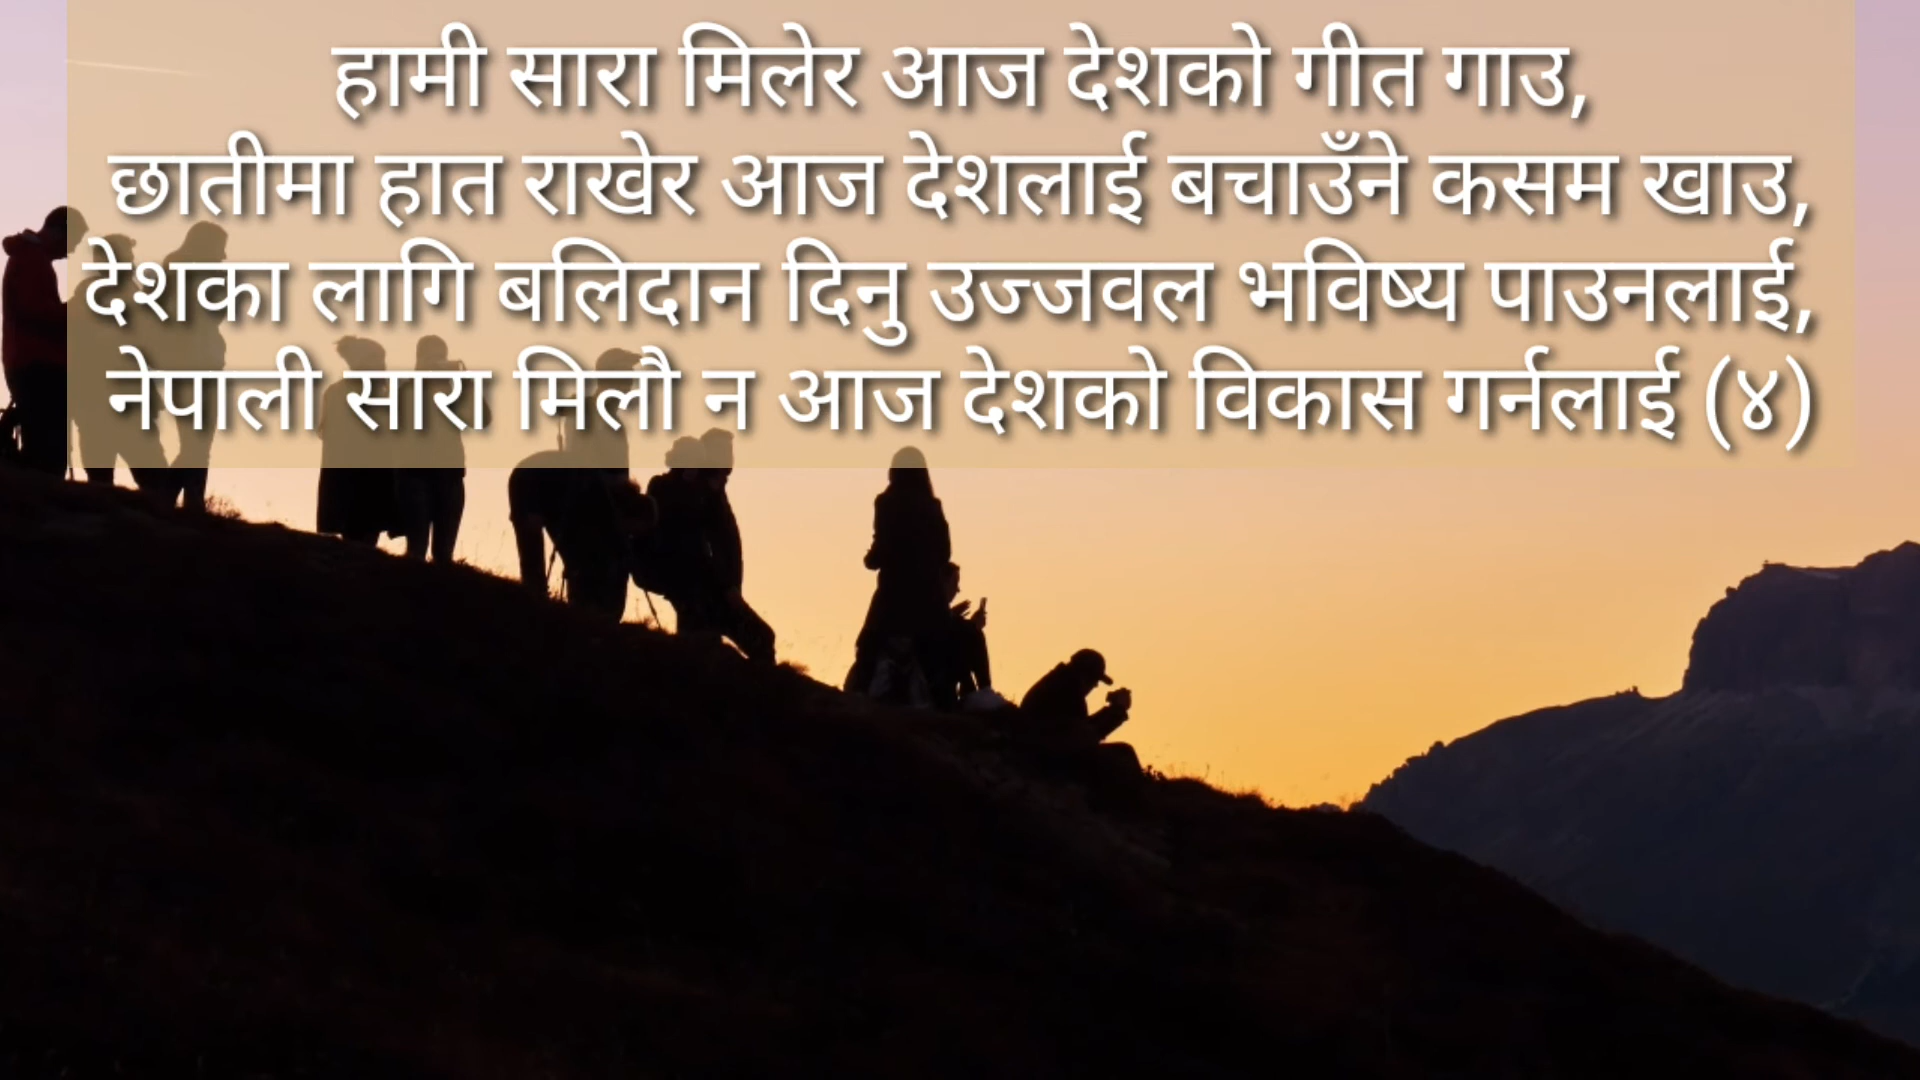 हामी सारा मिलेर आज देशको गीत गाउ,
छातीमा हात राखेर आज देशलाई बचाउँने कसम खाउ,
देशका लागि बलिदान दिनु उज्जवल भविष्य पाउनलाई,
नेपाली सारा मिलौ न आज देशको विकास गर्नलाई (४)